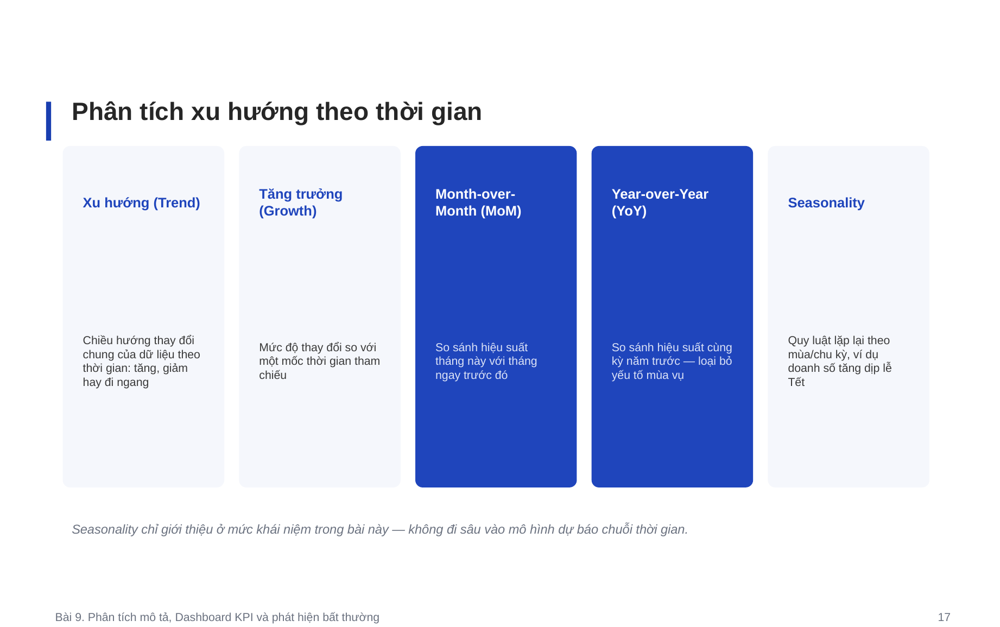 Phân tích xu hướng theo thời gian
Xu hướng (Trend)
Chiều hướng thay đổi
chung của dữ liệu theo
thời gian: tăng, giảm
hay đi ngang
Tăng trưởng
(Growth)
Mức độ thay đổi so với
một mốc thời gian tham
chiếu
Month-over-
Month (MoM)
So sánh hiệu suất
tháng này với tháng
ngay trước đó
Year-over-Year
(YoY)
So sánh hiệu suất cùng
kỳ năm trước — loại bỏ
yếu tố mùa vụ
Seasonality
Quy luật lặp lại theo
mùa/chu kỳ, ví dụ
doanh số tăng dịp lễ
Tết
Seasonality chỉ giới thiệu ở mức khái niệm trong bài này — không đi sâu vào mô hình dự báo chuỗi thời gian.
Bài 9. Phân tích mô tả, Dashboard KPI và phát hiện bất thường
17